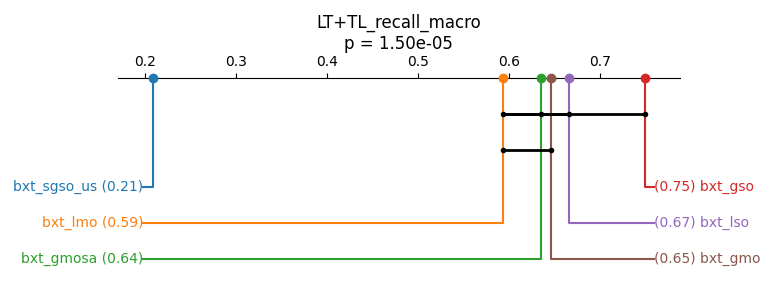 LT+TL_recall_macro
p = 1.50e-05
0.2 0.3 0.4 0.5 0.6 0.7
bxt_sgso_us (0.21) (0.75) bxt_gso
bxt_lmo (0.59) (0.67) bxt_lso
bxt_gmosa (0.64) (0.65) bxt_gmo